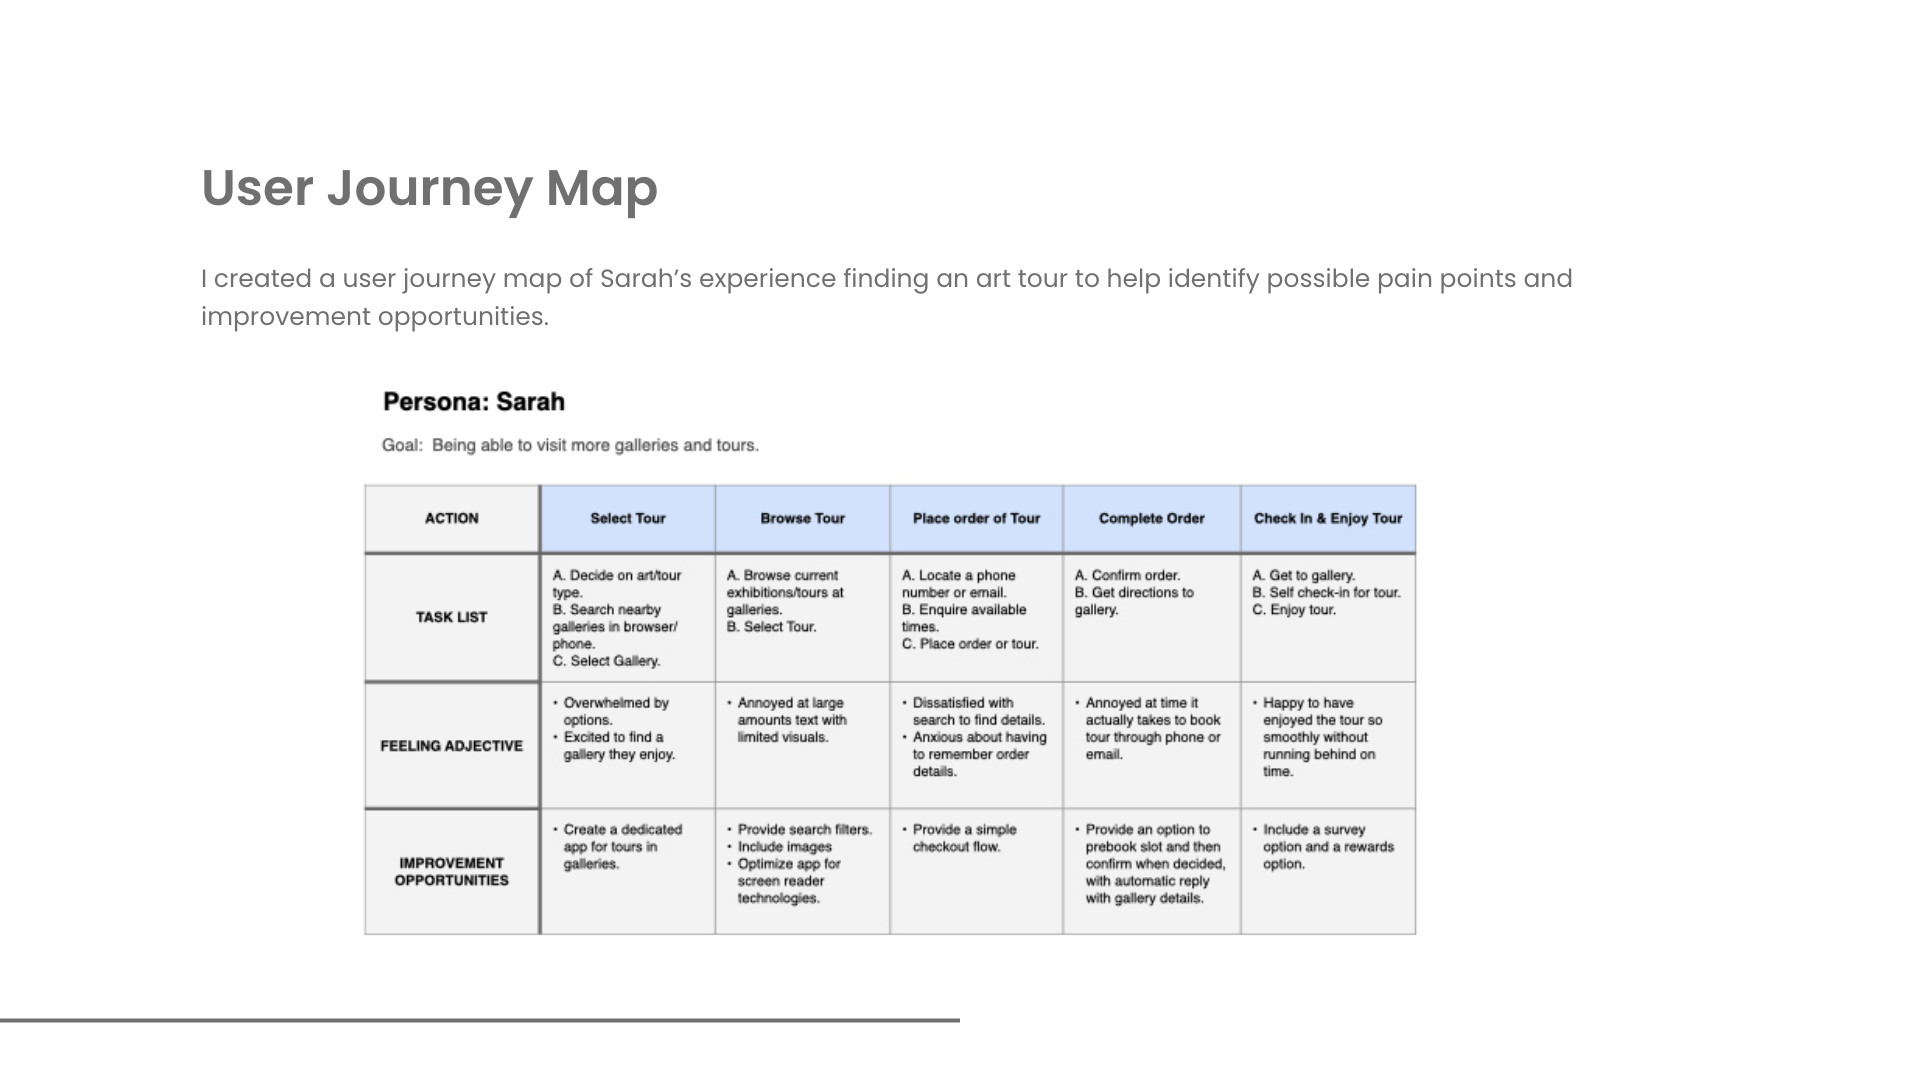 User Journey Map
I created a user journey map of Sarah’s experience finding an art tour to help identify possible pain points and
improvement opportunities.
Persona: Sarah
Goal:  Being able to visit more galleries and tours.
ACTION
Select Tour
Browse Tour
Place order of Tour
Complete Order
Check In & Enjoy Tour
TASK LIST
A. Decide on art/tour
type.
B. Search nearby
galleries in browser/
phone.
C. Select Gallery.
A. Browse current
exhibitions/tours at
galleries.
B. Select Tour.
A. Locate a phone
number or email.
B. Enquire available
times.
C. Place order or tour.
A. Confirm order.
B. Get directions to
gallery.
A. Get to gallery.
B. Self check-in for tour.
C. Enjoy tour.
FEELING ADJECTIVE
• Overwhelmed by
options.
• Excited to find a
gallery they enjoy.
• Annoyed at large
amounts text with
limited visuals.
• Dissatisfied with
search to find details.
• Anxious about having
to remember order
details.
• Annoyed at time it
actually takes to book
tour through phone or
email.
• Happy to have
enjoyed the tour so
smoothly without
running behind on
time.
IMPROVEMENT
OPPORTUNITIES
• Create a dedicated
app for tours in
galleries.
• Provide search filters.
• Include images
• Optimize app for
screen reader
technologies.
• Provide a simple
checkout flow.
• Provide an option to
prebook slot and then
confirm when decided,
with automatic reply
with gallery details.
• Include a survey
option and a rewards
option.